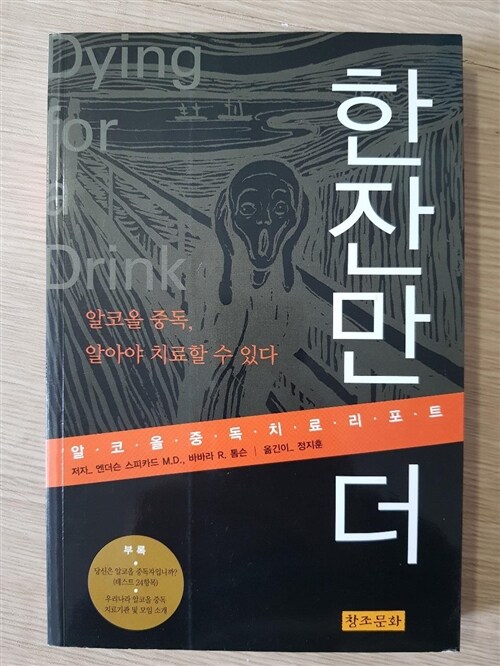 Dying
for
a
Drink
한잔만 더
알코올 중독,
알아야 치료할 수 있다
알·코·올·중·독·치·료·리·포·트
저자_ 엔더슨 스피카드 M.D., 바바라 R. 톰슨 | 옮긴이_ 정지훈
부록
당신은 알코올 중독자입니까?
(테스트 24항목)
우리나라 알코올 중독
치료기관 및 모임 소개
창조문화